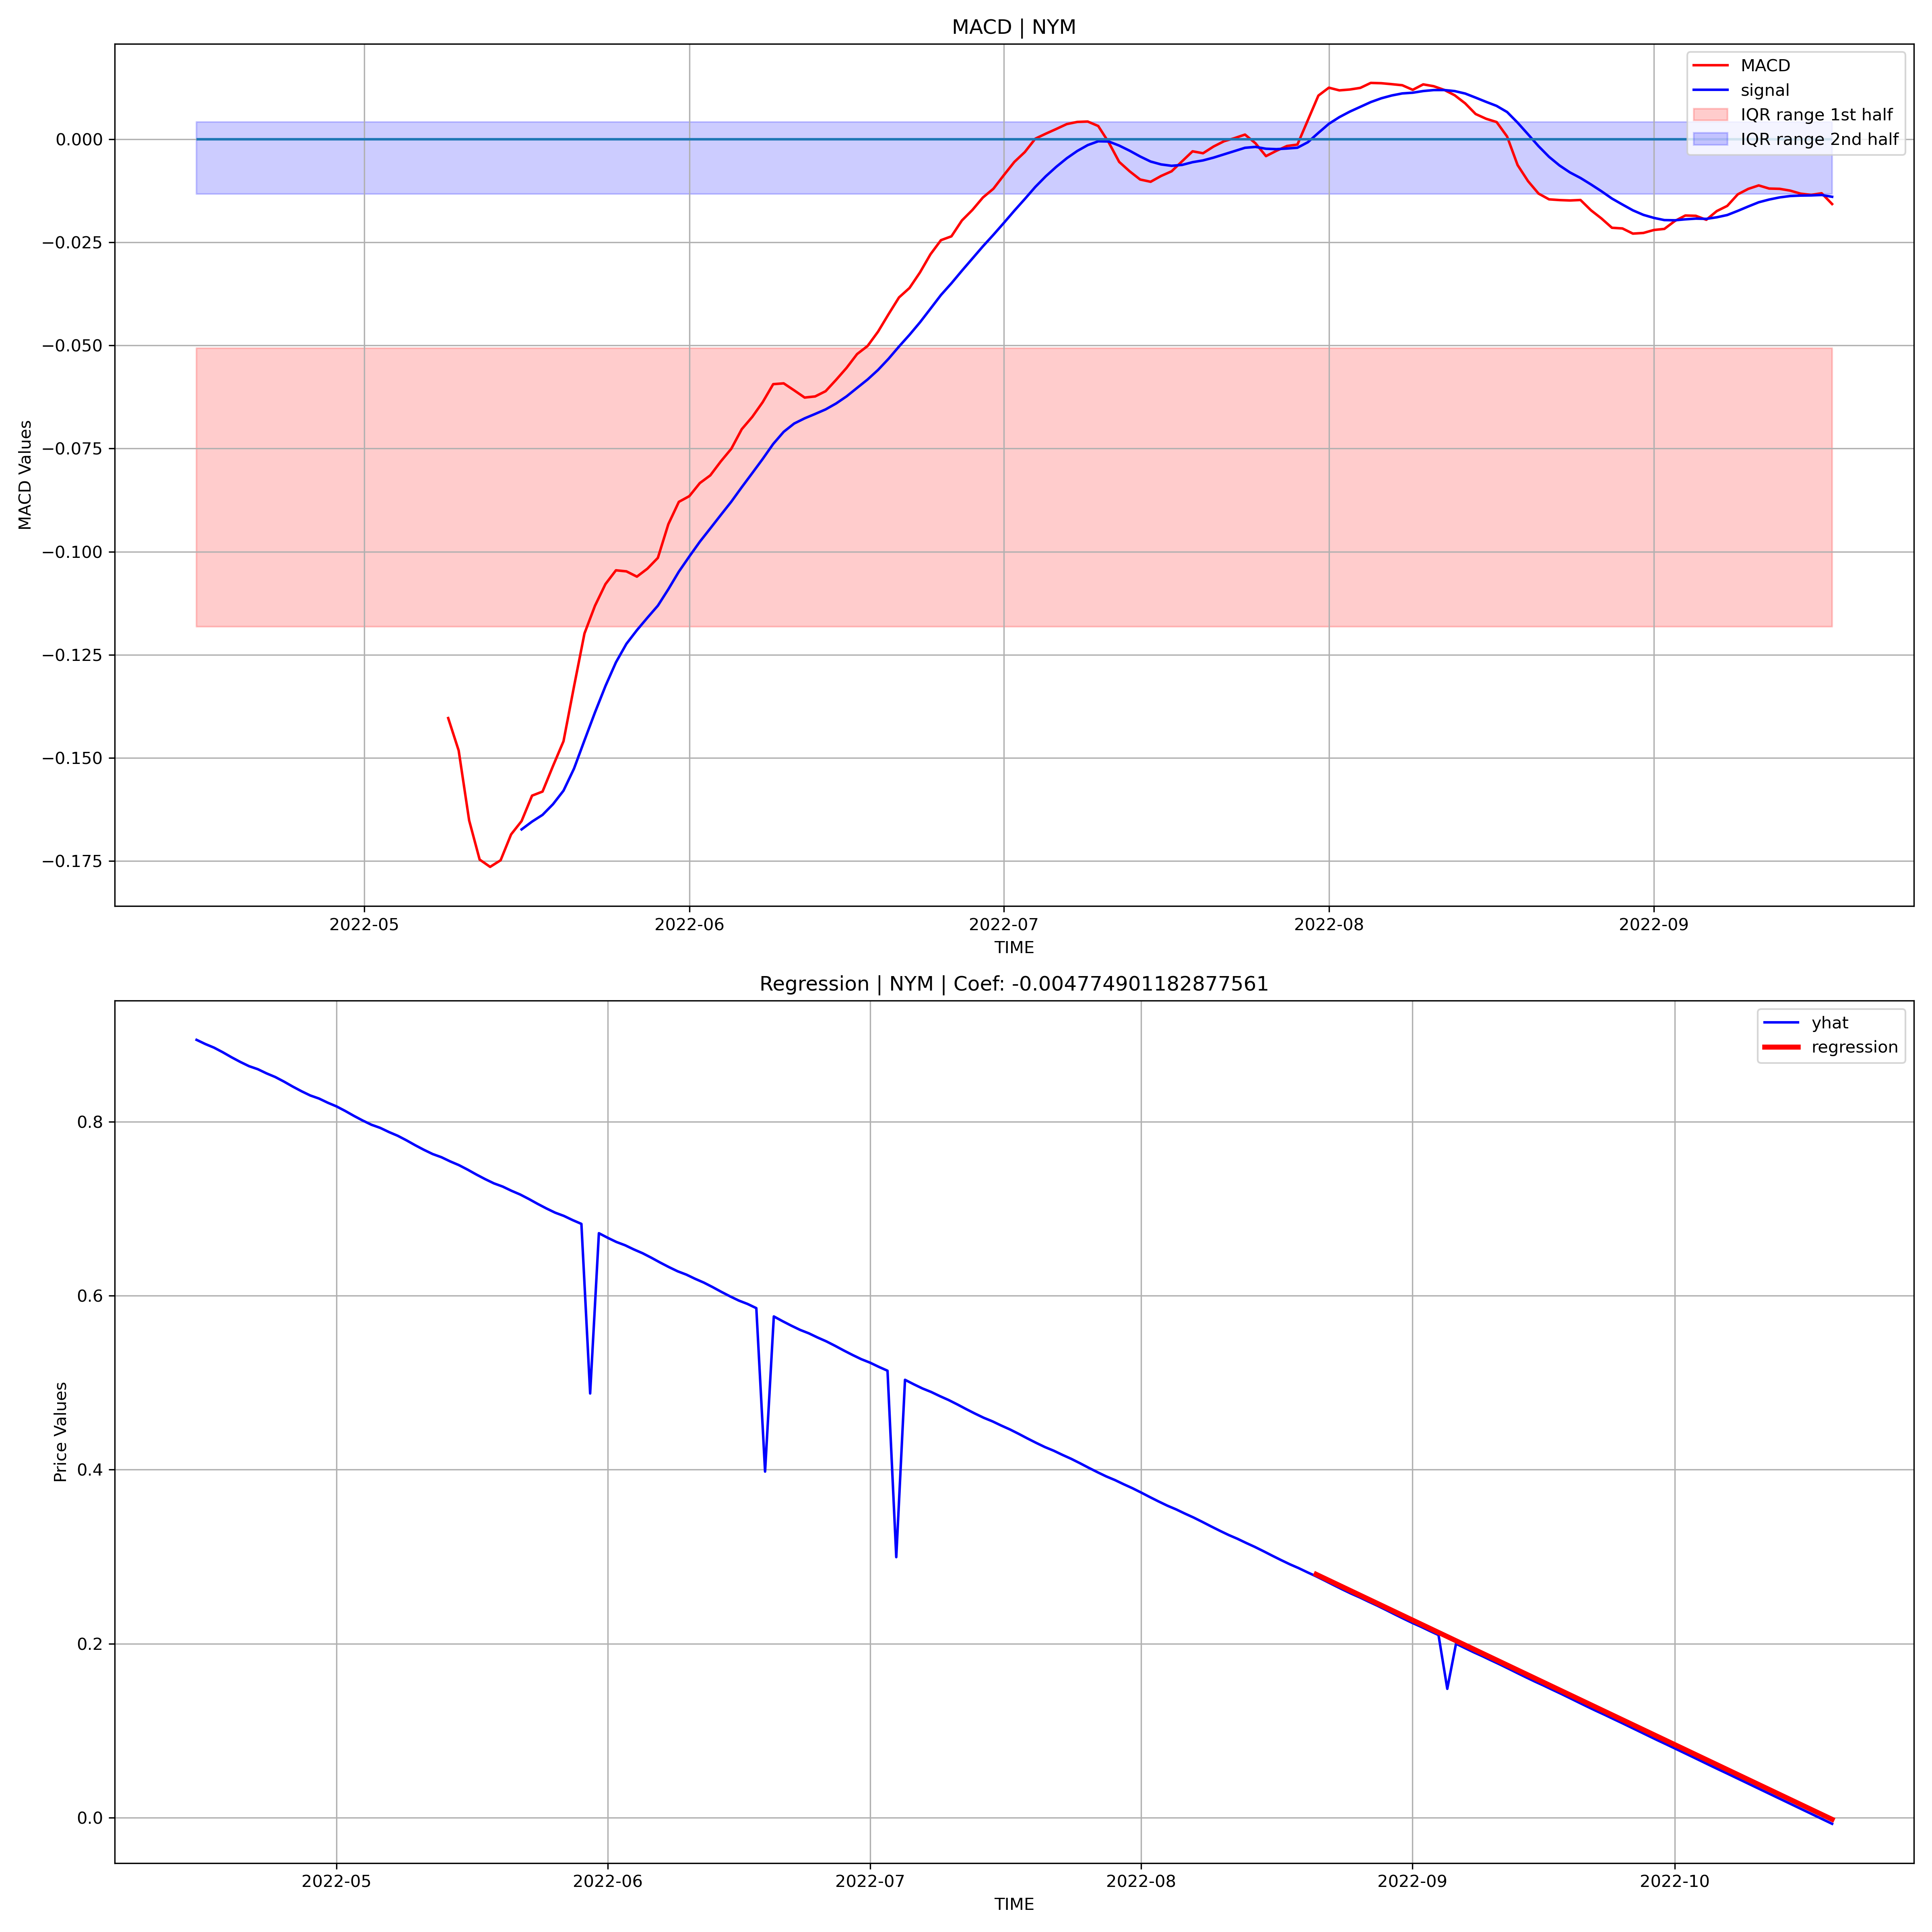 MACD | NYM
MACD
signal
IQR range 1st half
IQR range 2nd half
0.000
−0.025
−0.050
−0.075
−0.100
−0.125
−0.150
−0.175
MACD Values
2022-05 2022-06 2022-07 2022-08 2022-09
TIME
Regression | NYM | Coef: -0.004774901182877561
yhat
regression
0.8
0.6
0.4
0.2
0.0
Price Values
2022-05 2022-06 2022-07 2022-08 2022-09 2022-10
TIME